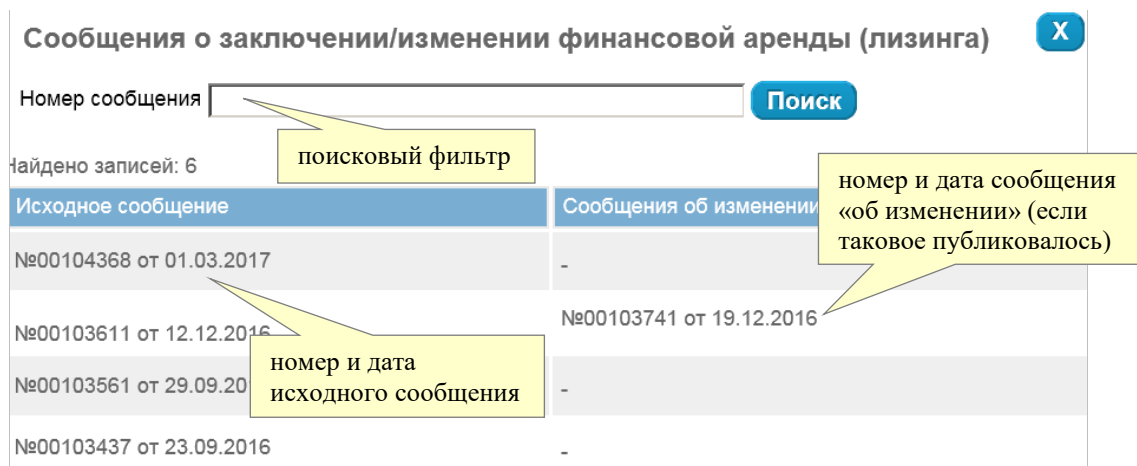 Сообщения о заключении/изменении финансовой аренды (лизинга)
X
Номер сообщения
Поиск
поисковый фильтр
Найдено записей: 6
номер и дата сообщения
«об изменении» (если
таковое публиковалось)
Исходное сообщение
Сообщения об изменении
№00104368 от 01.03.2017
-
№00103611 от 12.12.2016
№00103741 от 19.12.2016
номер и дата
исходного сообщения
№00103561 от 29.09.20
-
№00103437 от 23.09.2016
-